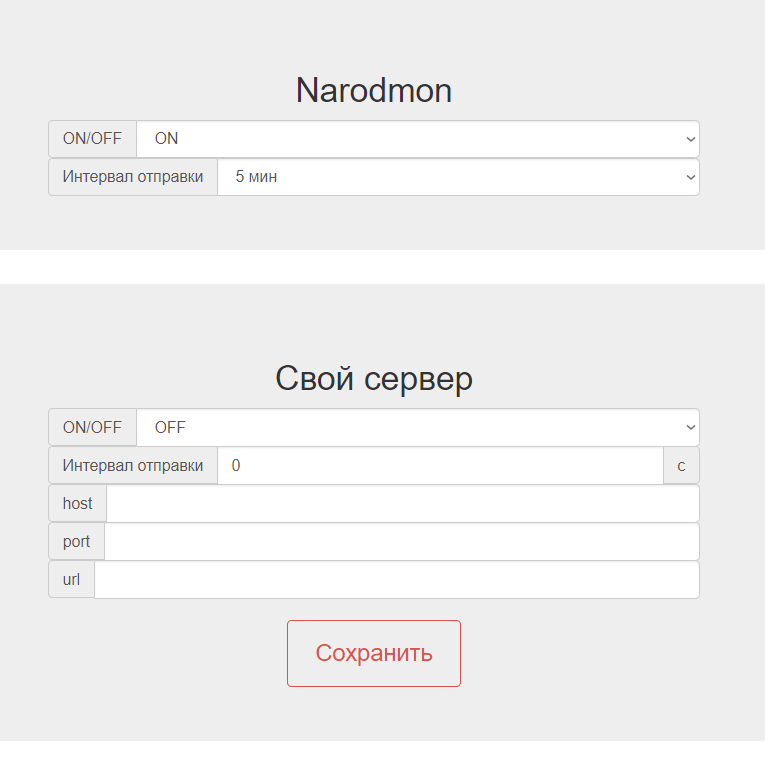 Narodmon
ON/OFF ON
Интервал отправки 5 мин
Свой сервер
ON/OFF OFF
Интервал отправки 0 с
host
port
url
Сохранить